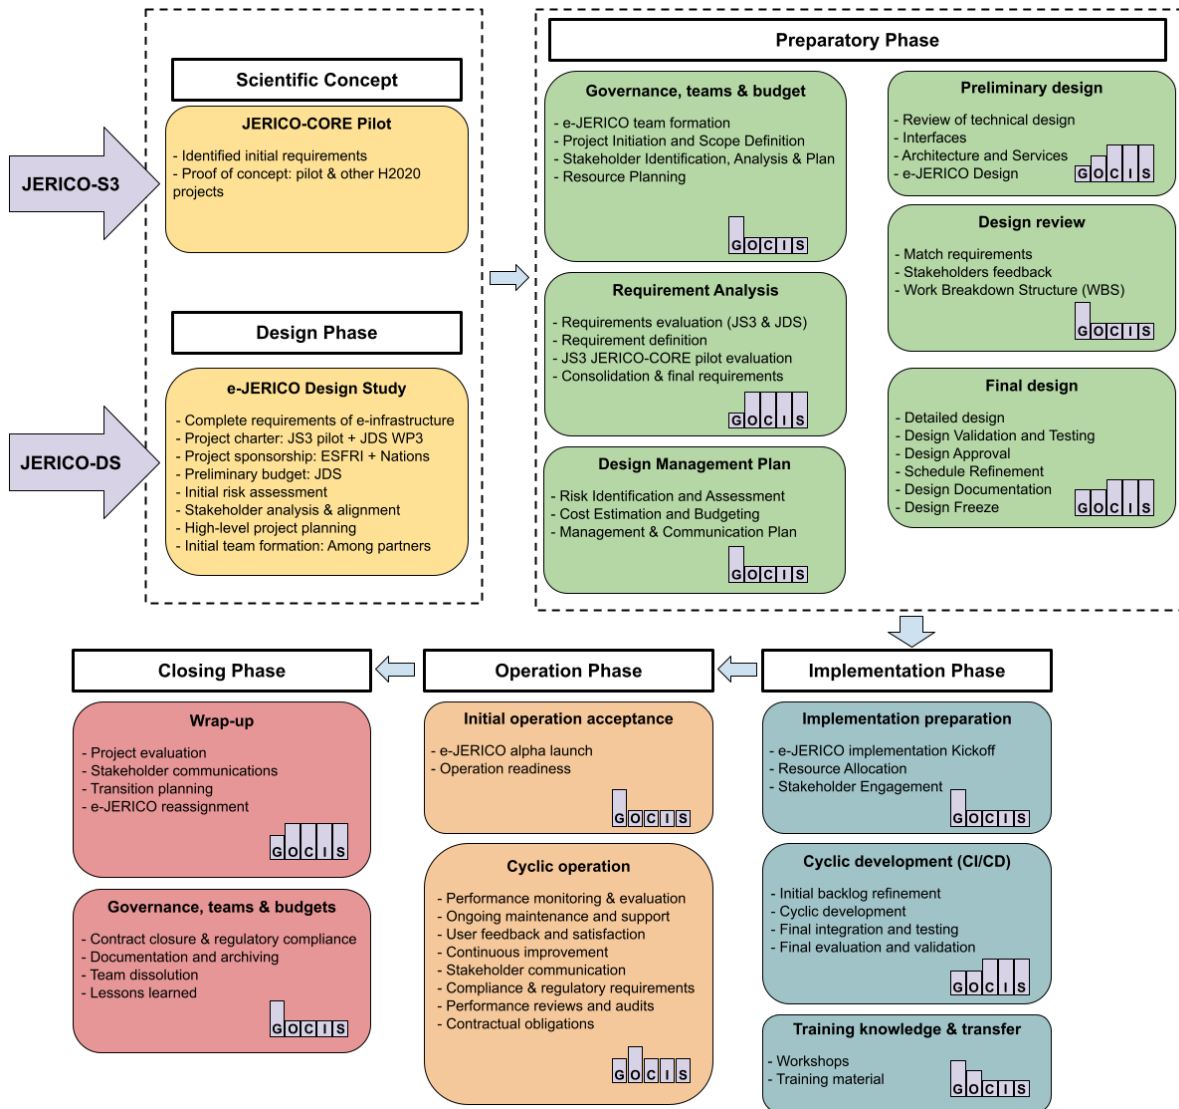 JERICO-S3
JERICO-DS
Scientific Concept
JERICO-CORE Pilot
- Identified initial requirements
- Proof of concept: pilot & other H2020
projects
Design Phase
e-JERICO Design Study
- Complete requirements of e-infrastructure
- Project charter: JS3 pilot + JDS WP3
- Project sponsorship: ESFRI + Nations
- Preliminary budget: JDS
- Initial risk assessment
- Stakeholder analysis & alignment
- High-level project planning
- Initial team formation: Among partners
Preparatory Phase
Governance, teams & budget
- e-JERICO team formation
- Project Initiation and Scope Definition
- Stakeholder Identification, Analysis & Plan
- Resource Planning
G O C I S
Requirement Analysis
- Requirements evaluation (JS3 & JDS)
- Requirement definition
- JS3 JERICO-CORE pilot evaluation
- Consolidation & final requirements
G O C I S
Design Management Plan
- Risk Identification and Assessment
- Cost Estimation and Budgeting
- Management & Communication Plan
G O C I S
Preliminary design
- Review of technical design
- Interfaces
- Architecture and Services
- e-JERICO Design
G O C I S
Design review
- Match requirements
- Stakeholders feedback
- Work Breakdown Structure (WBS)
G O C I S
Final design
- Detailed design
- Design Validation and Testing
- Design Approval
- Schedule Refinement
- Design Documentation
- Design Freeze
G O C I S
Closing Phase
Wrap-up
- Project evaluation
- Stakeholder communications
- Transition planning
- e-JERICO reassignment
G O C I S
Governance, teams & budgets
- Contract closure & regulatory compliance
- Documentation and archiving
- Team dissolution
- Lessons learned
G O C I S
Operation Phase
Initial operation acceptance
- e-JERICO alpha launch
- Operation readiness
G O C I S
Cyclic operation
- Performance monitoring & evaluation
- Ongoing maintenance and support
- User feedback and satisfaction
- Continuous improvement
- Stakeholder communication
- Compliance & regulatory requirements
- Performance reviews and audits
- Contractual obligations
G O C I S
Implementation Phase
Implementation preparation
- e-JERICO implementation Kickoff
- Resource Allocation
- Stakeholder Engagement
G O C I S
Cyclic development (CI/CD)
- Initial backlog refinement
- Cyclic development
- Final integration and testing
- Final evaluation and validation
G O C I S
Training knowledge & transfer
- Workshops
- Training material
G O C I S